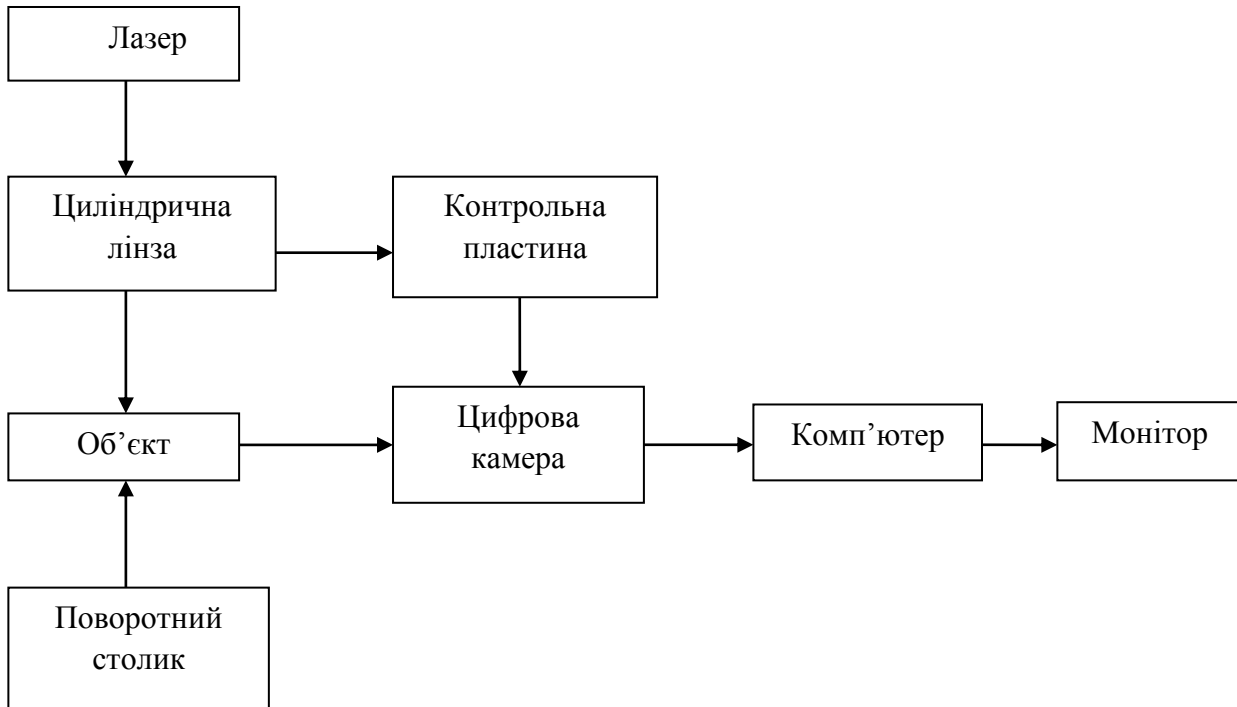 Лазер
Циліндрична
лінза
Контрольна
пластина
Об’єкт
Цифрова
камера
Комп’ютер
Монітор
Поворотний
столик